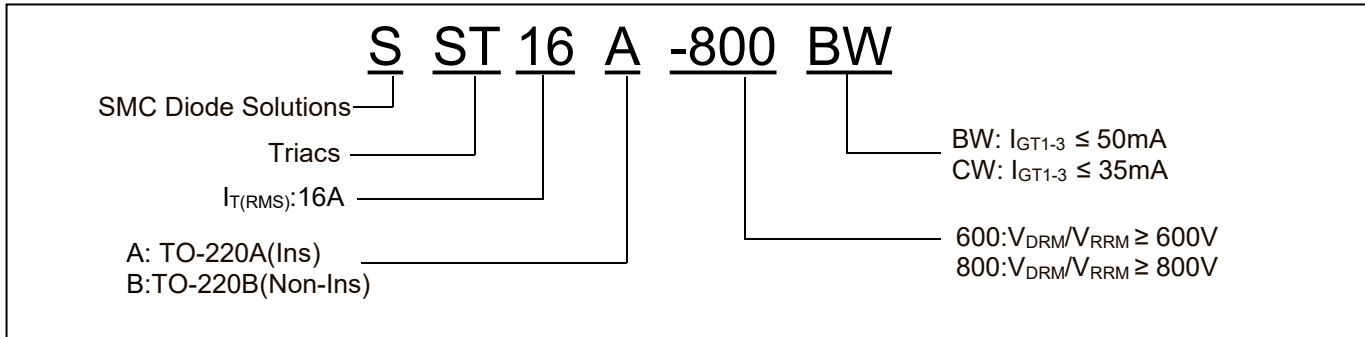 S ST 16 A -800 BW
SMC Diode Solutions
Triacs
IT(RMS):16A
A: TO-220A(Ins)
B:TO-220B(Non-Ins)
BW: IGT1-3 ≤ 50mA
CW: IGT1-3 ≤ 35mA
600:VDRM/VRRM ≥ 600V
800:VDRM/VRRM ≥ 800V